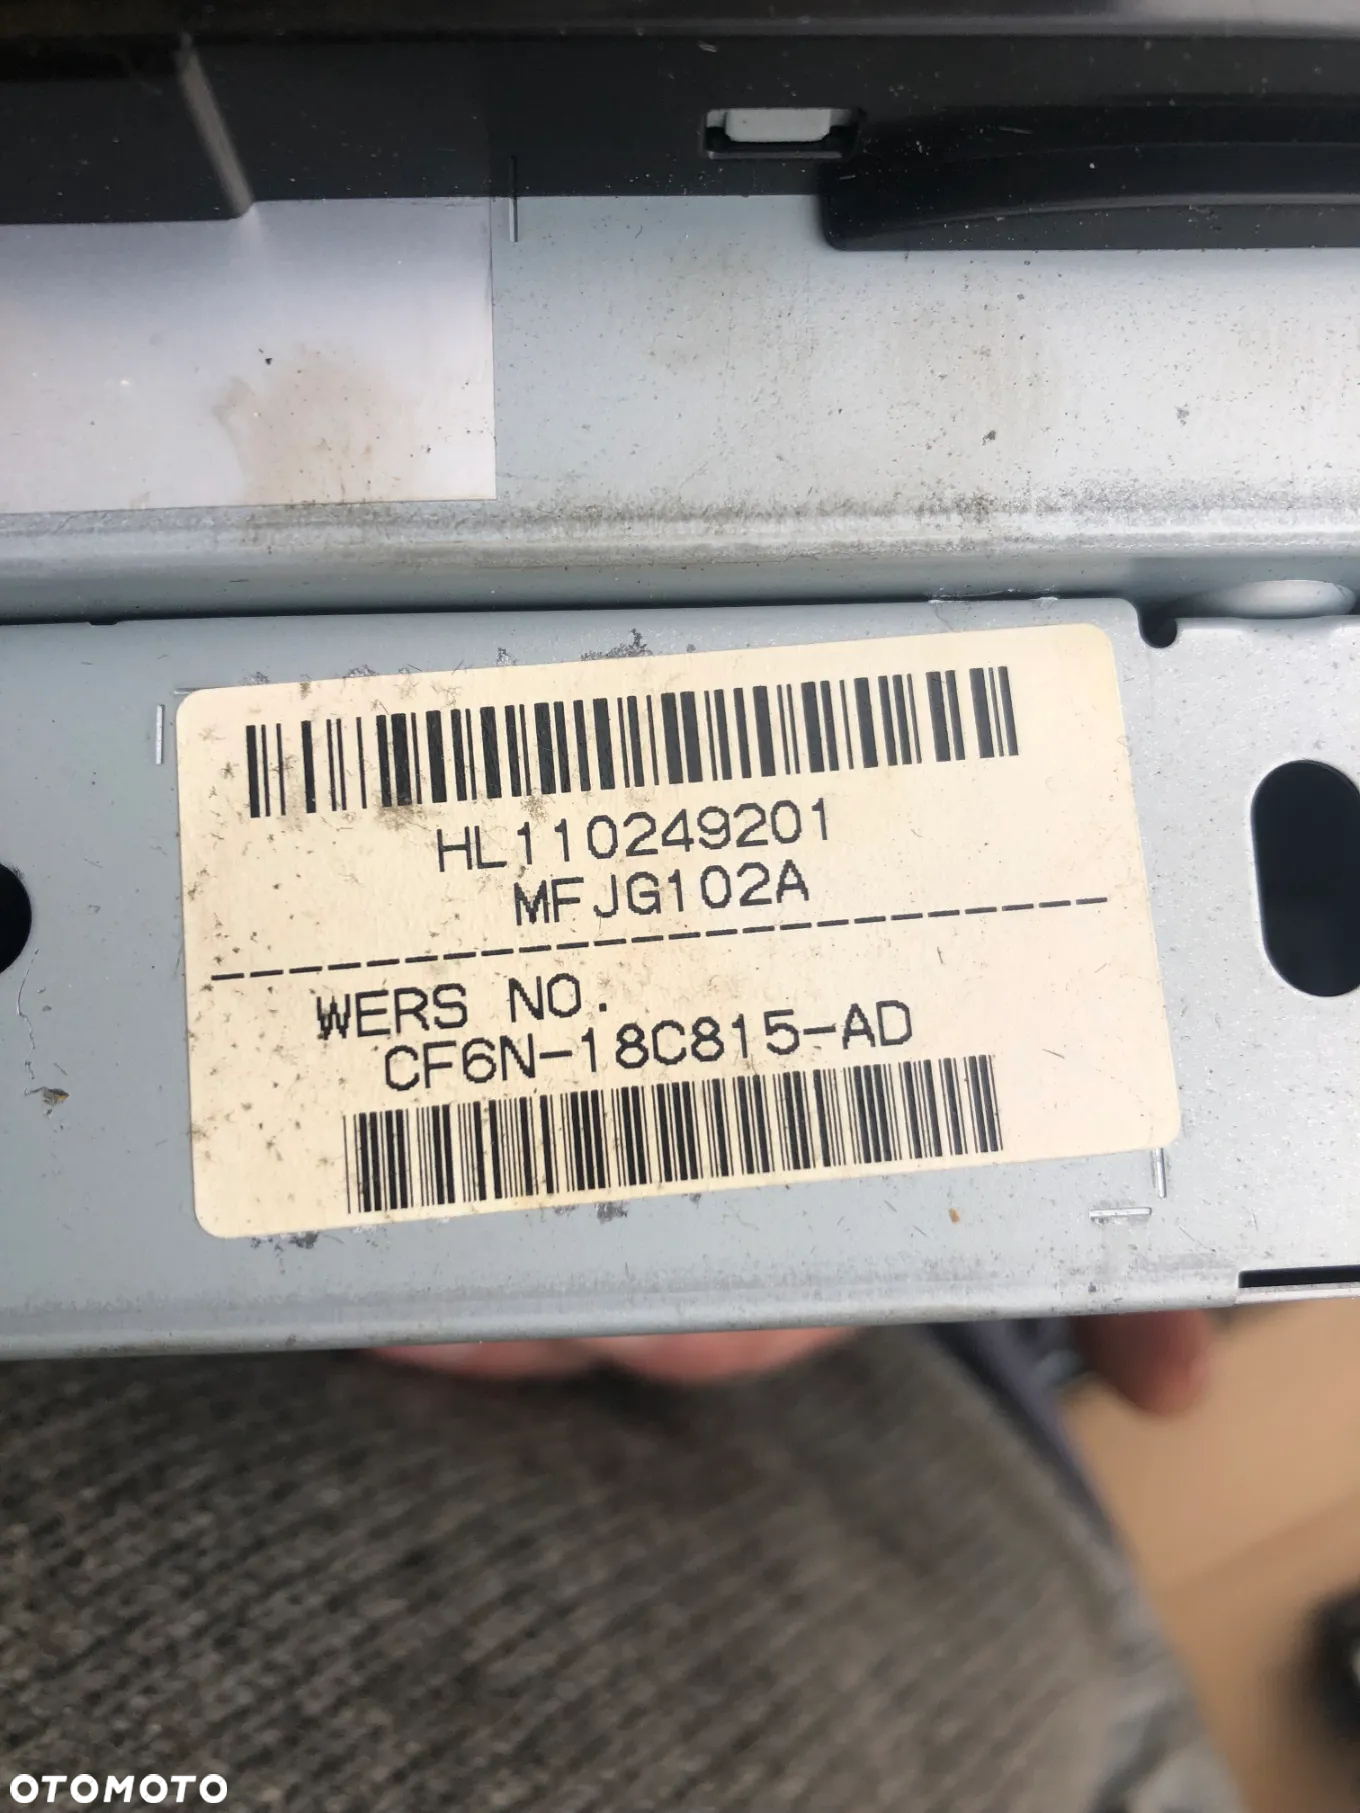 HL110249201
MFJG102A
WERS NO.
CF6N-18C815-AD
OTOMOTO